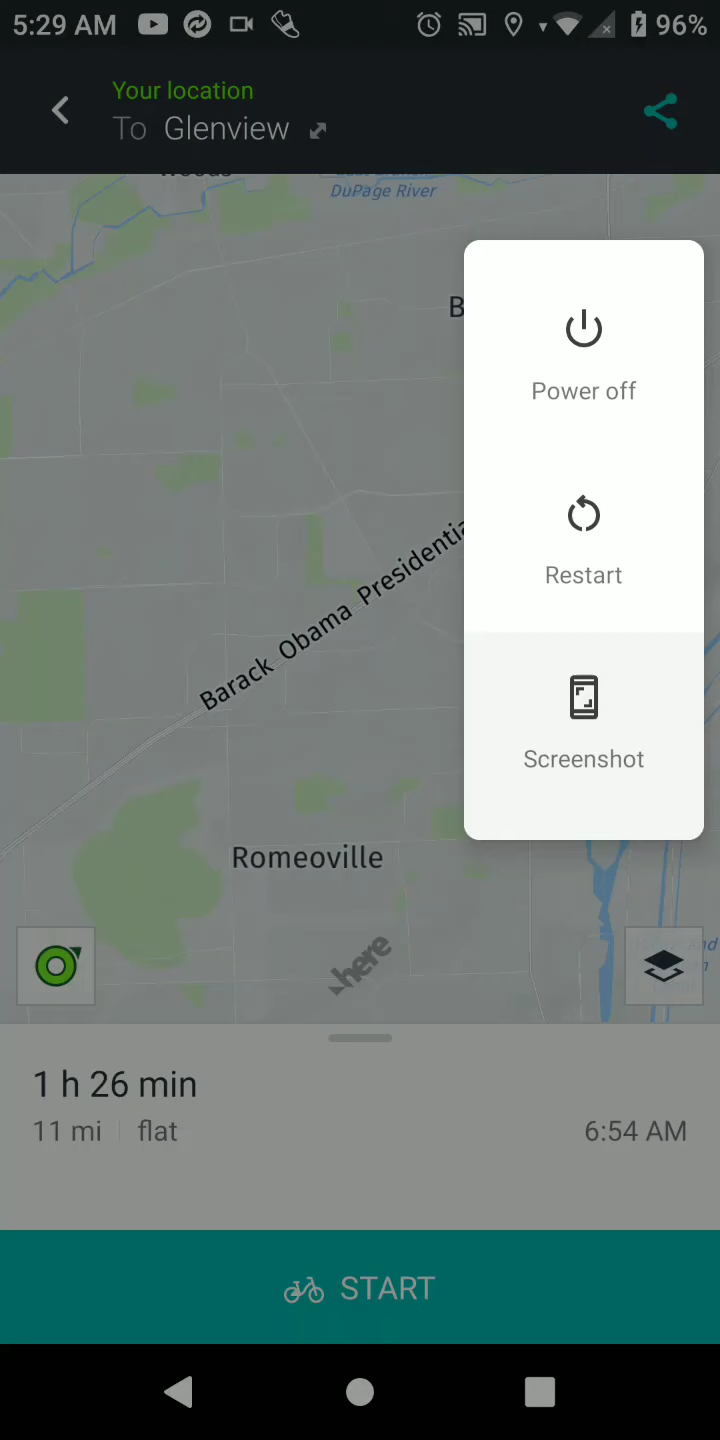 5:29 AM
96%
Your location
To Glenview
DuPage River
B
Power off
Restart
Barack Obama Presidentia
Screenshot
Romeoville
here
1 h 26 min
11 mi
flat
6:54 AM
START